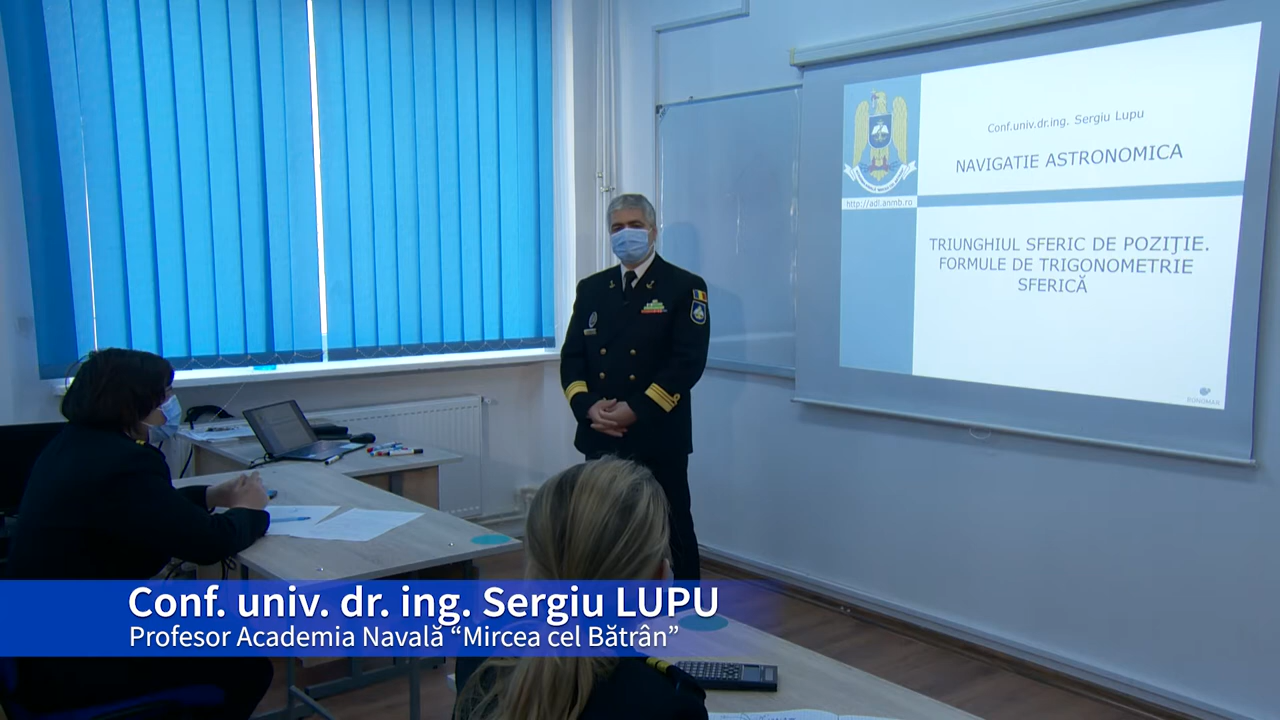 Conf.univ.dr.ing. Sergiu Lupu
NAVIGATIE ASTRONOMICA
http://adl.anmb.ro
TRIUNGHIUL SFERIC DE POZIŢIE.
FORMULE DE TRIGONOMETRIE
SFERICĂ
RONOMAR
Conf. univ. dr. ing. Sergiu LUPU
Profesor Academia Navală “Mircea cel Bătrân”